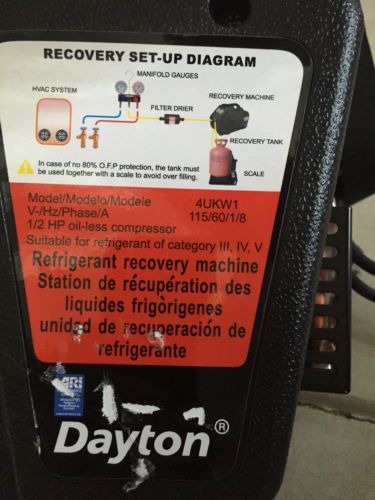 RECOVERY SET-UP DIAGRAM
MANIFOLD GAUGES
HVAC SYSTEM
RECOVERY MACHINE
FILTER DRIER
RECOVERY TANK
SCALE
In case of no 80% O.F.P protection, the tank must
be used together with a scale to avoid over filling.
Model/Modelo/Modele 4UKW1
V-/Hz/Phase/A 115/60/1/8
1/2 HP oil-less compressor
Suitable for refrigerant of category III, IV, V
Refrigerant recovery machine
Station de récupération des
liquides frigòrigenes
unidad de recuperación de
refrigerante
ARI
Dayton®